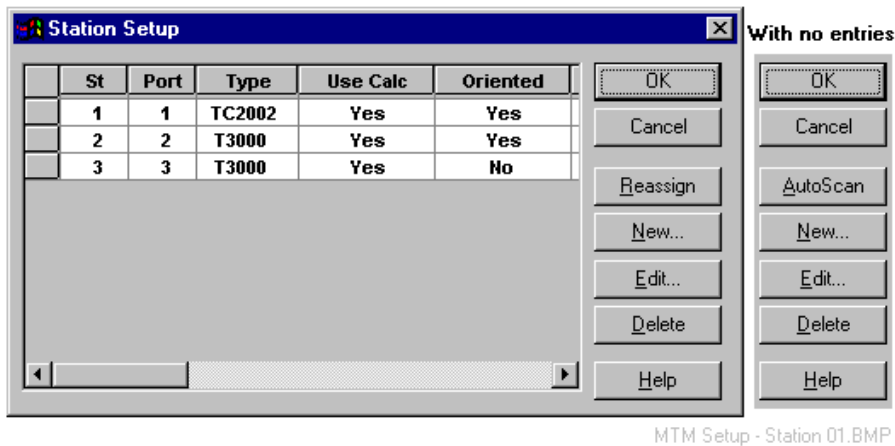 Station Setup
St Port Type Use Calc Oriented
1 1 TC2002 Yes Yes
2 2 T3000 Yes Yes
3 3 T3000 Yes No
OK
Cancel
Reassign
New...
Edit...
Delete
Help
With no entries
OK
Cancel
AutoScan
New...
Edit...
Delete
Help
MTM Setup - Station 01.BMP